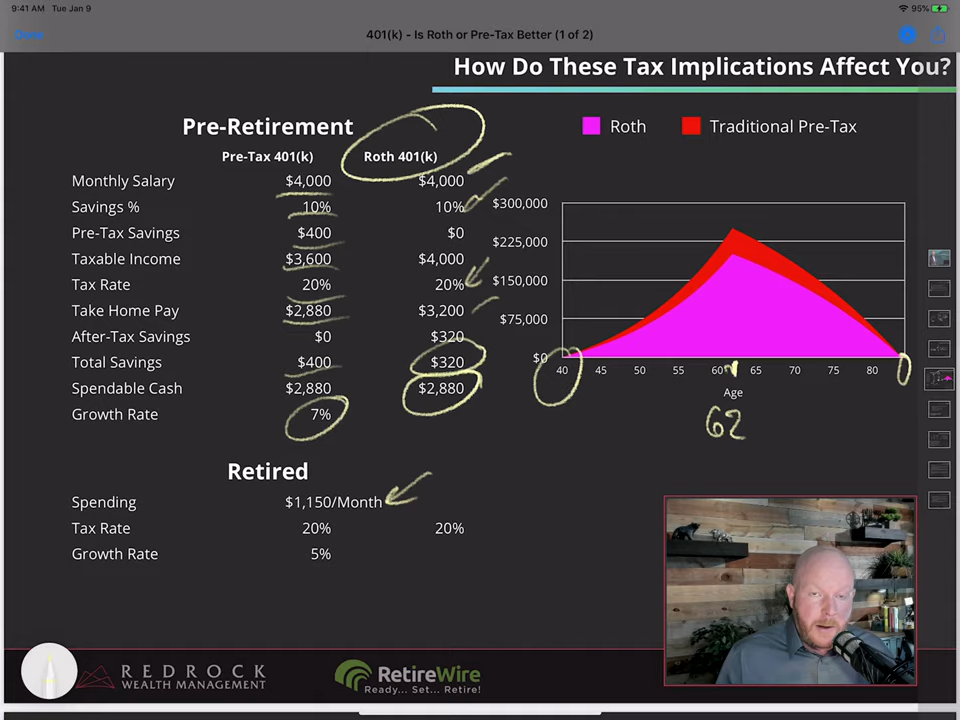 9:41 AM Tue Jan 9
95%
Done
401(k) - Is Roth or Pre-Tax Better (1 of 2)
How Do These Tax Implications Affect You?
Pre-Retirement
Pre-Tax 401(k) Roth 401(k)
Monthly Salary $4,000 $4,000
Savings % 10% 10%
Pre-Tax Savings $400 $0
Taxable Income $3,600 $4,000
Tax Rate 20% 20%
Take Home Pay $2,880 $3,200
After-Tax Savings $0 $320
Total Savings $400 $320
Spendable Cash $2,880 $2,880
Growth Rate 7%
Retired
Spending $1,150/Month
Tax Rate 20% 20%
Growth Rate 5%
Roth Traditional Pre-Tax
$300,000
$225,000
$150,000
$75,000
$0
40 45 50 55 60 65 70 75 80
Age
62
REDROCK
WEALTH MANAGEMENT
RetireWire
Ready... Set... Retire!